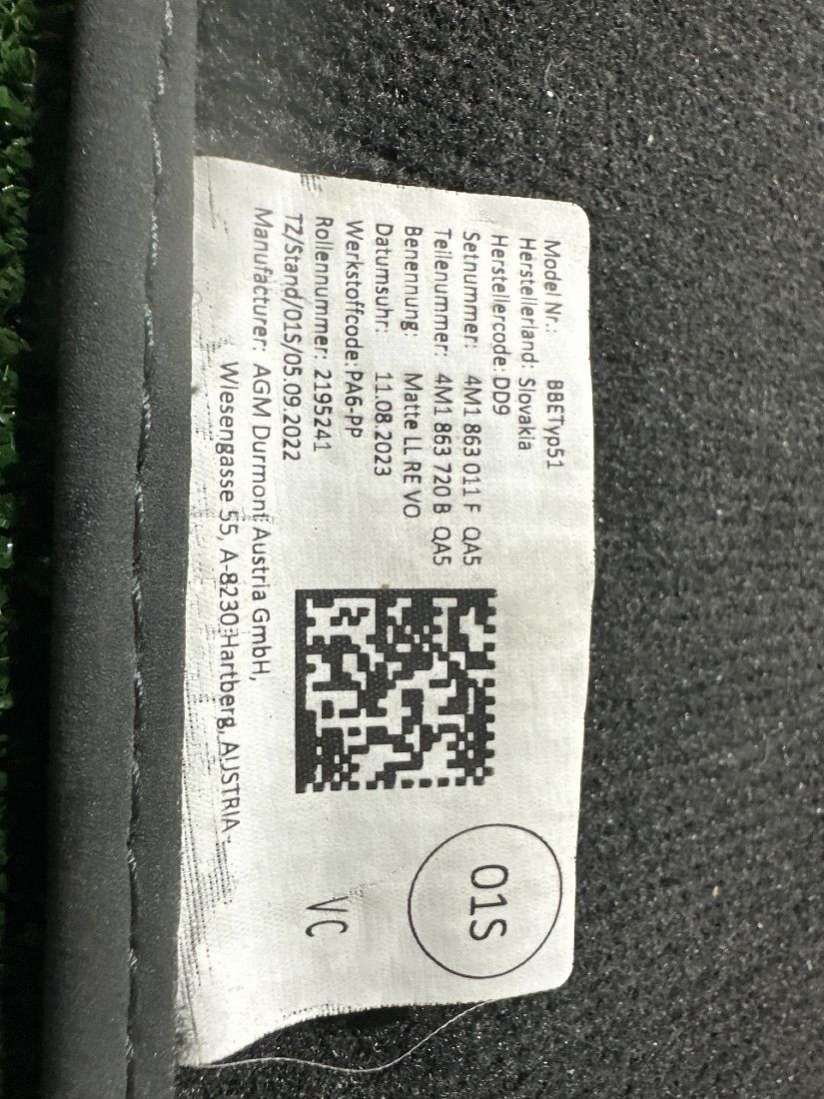 Model Nr.: BBETyp51
Herstellerland: Slovakia
Herstellercode: DD9
Setnummer: 4M1 863 011 F QA5
Teilenummer: 4M1 863 720 B QA5
Benennung: Matte LL RE VO
Datumsuhr: 11.08.2023
Werkstoffcode: PA6-PP
Rollennummer: 2195241
TZ/Stand/01S/05.09.2022
Manufacturer: AGM Durmont Austria GmbH,
Wiesengasse 55, A-8230 Hartberg, AUSTRIA
01S
VC